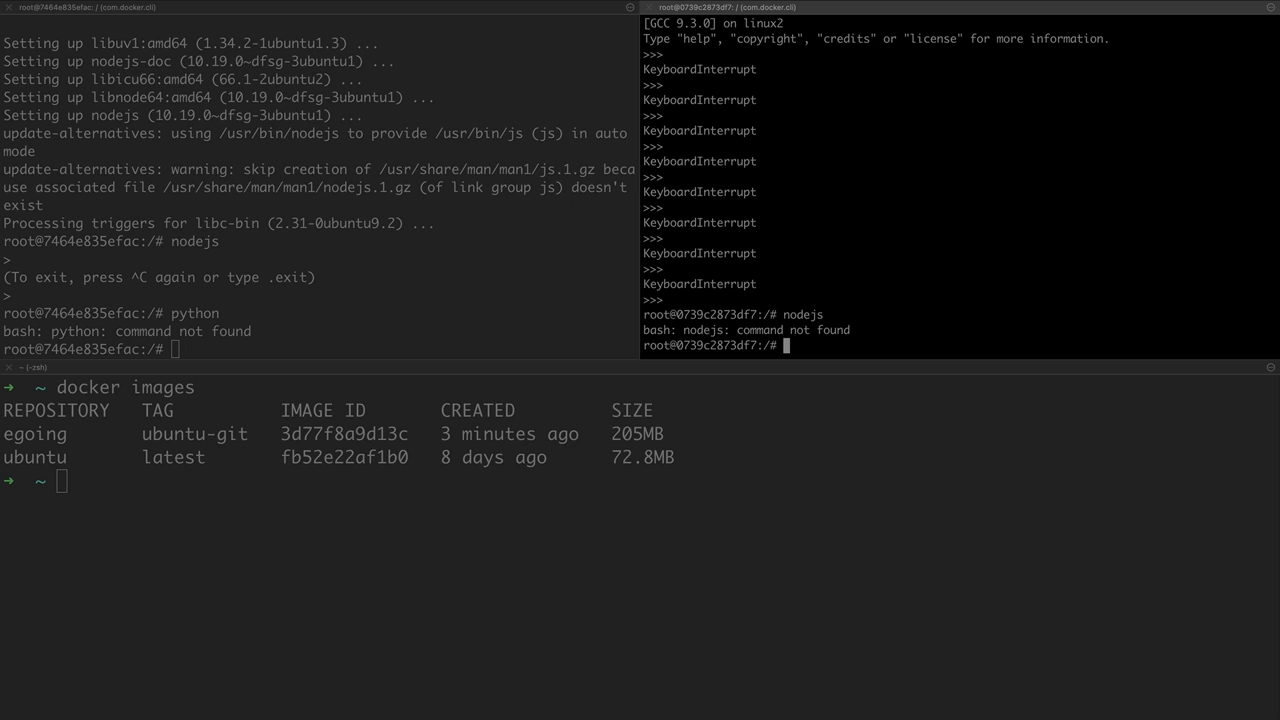 root@7464e835efac: / (com.docker.cli)
Setting up libuv1:amd64 (1.34.2-1ubuntu1.3) ...
Setting up nodejs-doc (10.19.0~dfsg-3ubuntu1) ...
Setting up libicu66:amd64 (66.1-2ubuntu2) ...
Setting up libnode64:amd64 (10.19.0~dfsg-3ubuntu1) ...
Setting up nodejs (10.19.0~dfsg-3ubuntu1) ...
update-alternatives: using /usr/bin/nodejs to provide /usr/bin/js (js) in auto
mode
update-alternatives: warning: skip creation of /usr/share/man/man1/js.1.gz beca
use associated file /usr/share/man/man1/nodejs.1.gz (of link group js) doesn't
exist
Processing triggers for libc-bin (2.31-0ubuntu9.2) ...
root@7464e835efac:/# nodejs
>
(To exit, press ^C again or type .exit)
>
root@7464e835efac:/# python
bash: python: command not found
root@7464e835efac:/#
root@0739c2873df7: / (com.docker.cli)
[GCC 9.3.0] on linux2
Type "help", "copyright", "credits" or "license" for more information.
>>>
KeyboardInterrupt
>>>
KeyboardInterrupt
>>>
KeyboardInterrupt
>>>
KeyboardInterrupt
>>>
KeyboardInterrupt
>>>
KeyboardInterrupt
>>>
KeyboardInterrupt
>>>
KeyboardInterrupt
>>>
root@0739c2873df7:/# nodejs
bash: nodejs: command not found
root@0739c2873df7:/#
~ (-zsh)
→ ~ docker images
REPOSITORY TAG IMAGE ID CREATED SIZE
egoing ubuntu-git 3d77f8a9d13c 3 minutes ago 205MB
ubuntu latest fb52e22af1b0 8 days ago 72.8MB
→ ~